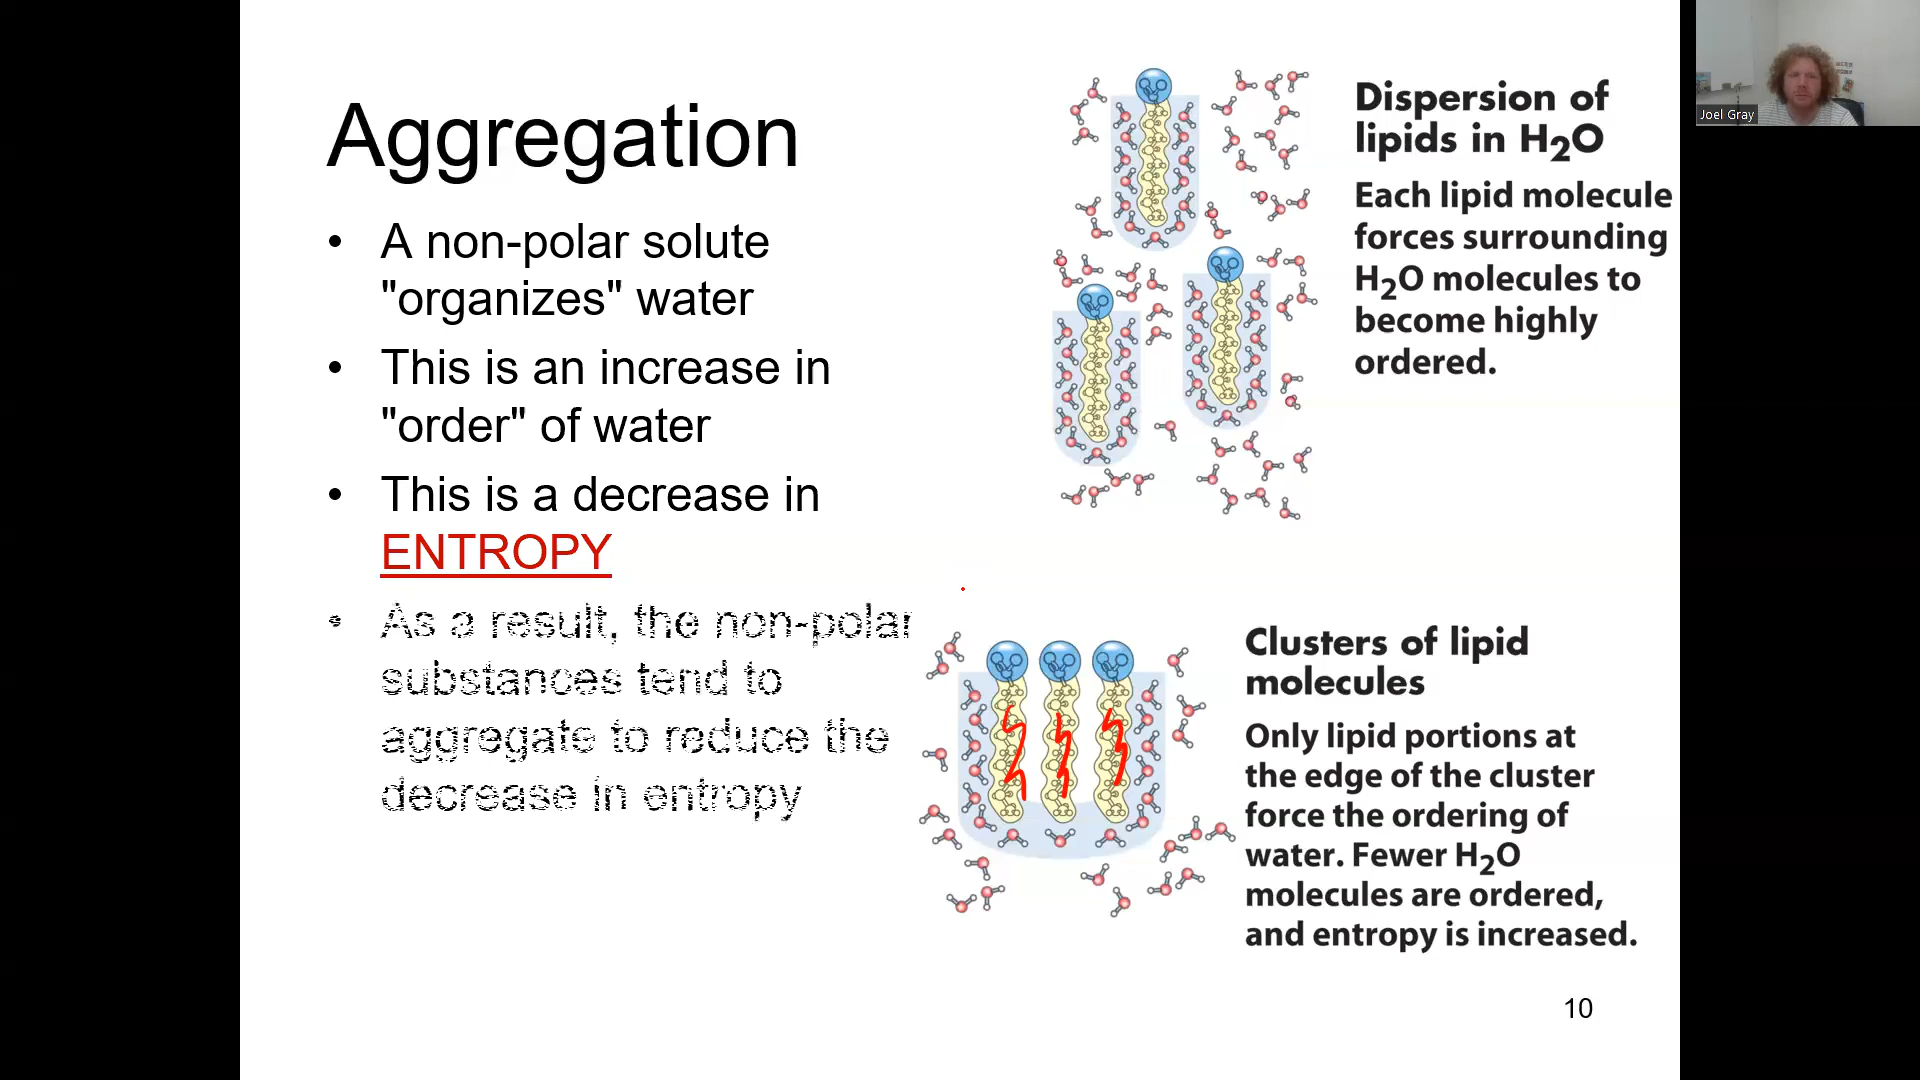 Aggregation
• A non-polar solute
"organizes" water
• This is an increase in
"order" of water
• This is a decrease in
ENTROPY
• As a result, the non-polar
substances tend to
aggregate to reduce the
decrease in entropy
Dispersion of
lipids in H2O
Each lipid molecule
forces surrounding
H2O molecules to
become highly
ordered.
Clusters of lipid
molecules
Only lipid portions at
the edge of the cluster
force the ordering of
water. Fewer H2O
molecules are ordered,
and entropy is increased.
10
Joel Gray